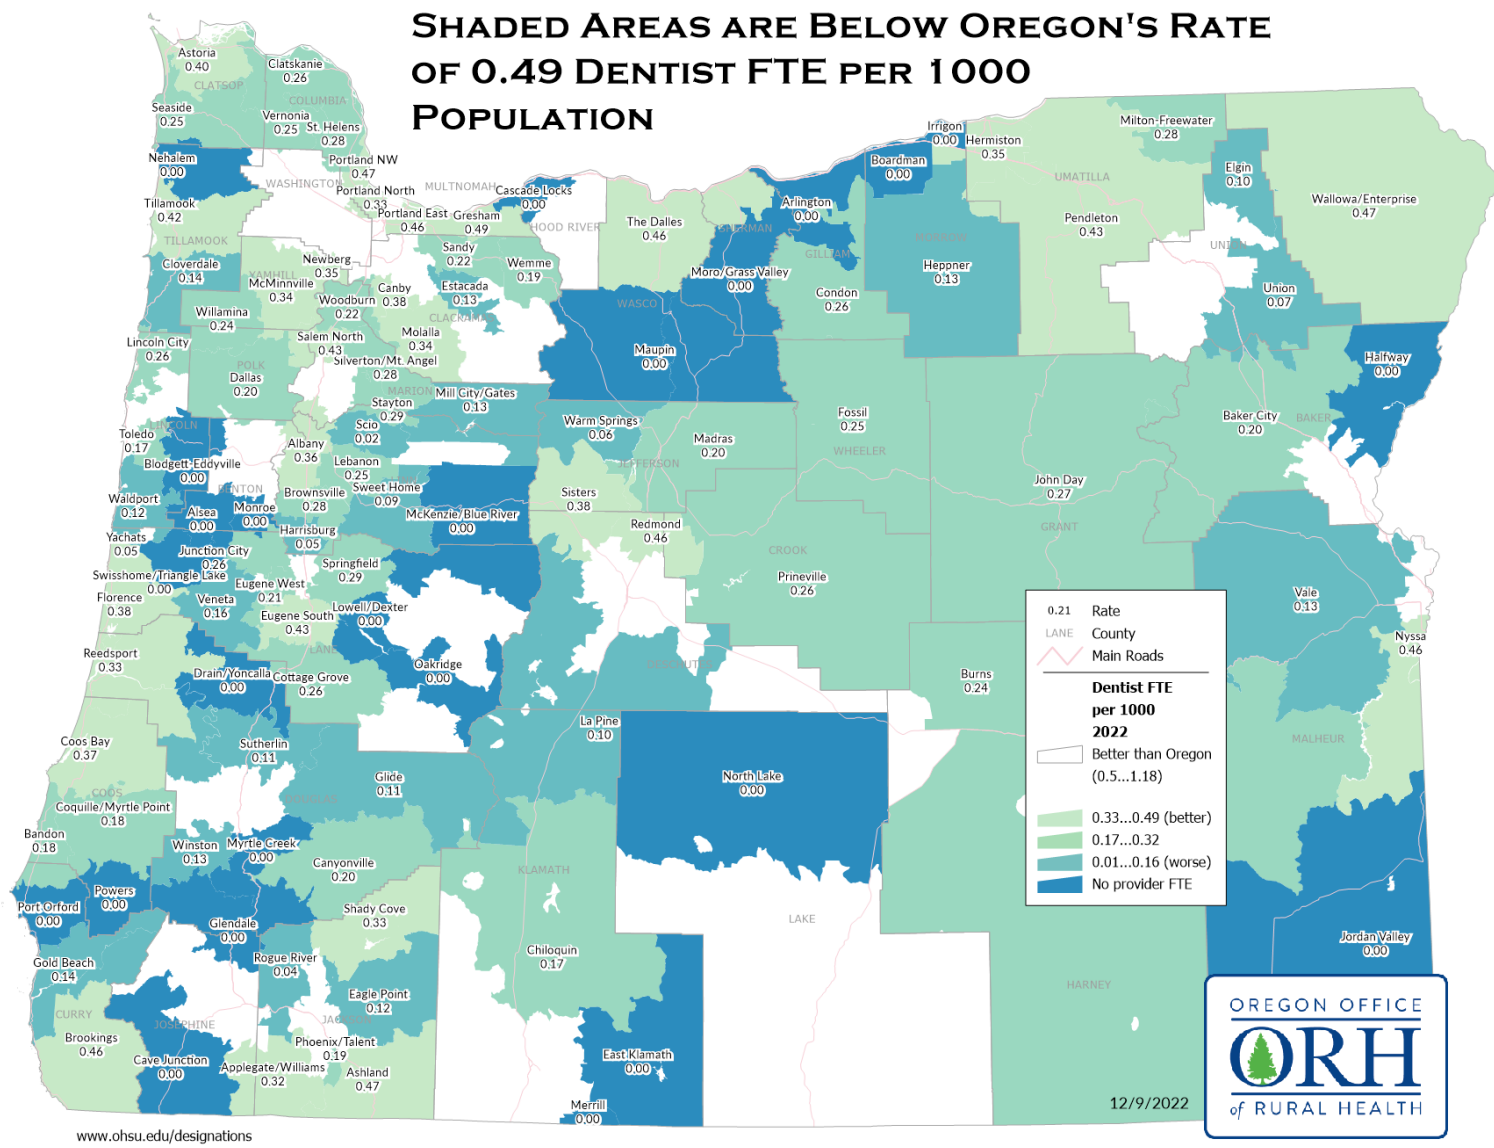 SHADED AREAS ARE BELOW OREGON'S RATE
OF 0.49 DENTIST FTE PER 1000
POPULATION
Astoria
0.40
CLATSOP
Clatskanie
0.26
COLUMBIA
Seaside
0.25
Vernonia
0.25
St. Helens
0.28
Nehalem
0.00
Portland NW
0.47
WASHINGTON
Portland North
0.33
MULTNOMAH
Cascade Locks
0.00
Tillamook
0.42
Portland East
0.46
Gresham
0.49
HOOD RIVER
The Dalles
0.46
SHERMAN
Arlington
0.00
Boardman
0.00
Irrigon
0.00
Hermiston
0.35
Milton-Freewater
0.28
UMATILLA
Elgin
0.10
Wallowa/Enterprise
0.47
Pendleton
0.43
UNION
TILLAMOOK
Cloverdale
0.14
YAMHILL
Newberg
0.35
McMinnville
0.34
Sandy
0.22
Wemme
0.19
Estacada
0.13
Canby
0.38
Woodburn
0.22
CLACKAMAS
Moro/Grass Valley
0.00
WASCO
GILLIAM
Condon
0.26
MORROW
Heppner
0.13
Union
0.07
Willamina
0.24
Molalla
0.34
Salem North
0.43
Silverton/Mt. Angel
0.28
Lincoln City
0.26
POLK
Dallas
0.20
Maupin
0.00
Halfway
0.00
MARION
Mill City/Gates
0.13
Stayton
0.29
Scio
0.02
LINCOLN
Toledo
0.17
Albany
0.36
Warm Springs
0.06
Madras
0.20
JEFFERSON
Fossil
0.25
WHEELER
Baker City
0.20
BAKER
Blodgett-Eddyville
0.00
Lebanon
0.25
BENTON
Brownsville
0.28
Sweet Home
0.09
Sisters
0.38
John Day
0.27
GRANT
Waldport
0.12
Alsea
0.00
Monroe
0.00
McKenzie/Blue River
0.00
Redmond
0.46
Harrisburg
0.05
Yachats
0.05
Junction City
0.26
Springfield
0.29
CROOK
Prineville
0.26
Swisshome/Triangle Lake
0.00
Eugene West
0.21
Florence
0.38
Veneta
0.16
Eugene South
0.43
Lowell/Dexter
0.00
Vale
0.13
Nyssa
0.46
LANE
Reedsport
0.33
Drain/Yoncalla
0.00
Cottage Grove
0.26
Oakridge
0.00
DESCHUTES
Burns
0.24
0.21 Rate
LANE County
Main Roads
Dentist FTE
per 1000
2022
Better than Oregon
(0.5...1.18)
0.33...0.49 (better)
0.17...0.32
0.01...0.16 (worse)
No provider FTE
La Pine
0.10
Coos Bay
0.37
Sutherlin
0.11
Glide
0.11
DOUGLAS
North Lake
0.00
MALHEUR
COOS
Coquille/Myrtle Point
0.18
Bandon
0.18
Winston
0.13
Myrtle Creek
0.00
Canyonville
0.20
KLAMATH
Powers
0.00
Port Orford
0.00
Glendale
0.00
Shady Cove
0.33
LAKE
Jordan Valley
0.00
Gold Beach
0.14
Rogue River
0.04
Chiloquin
0.17
HARNEY
Eagle Point
0.12
CURRY
JOSEPHINE
JACKSON
Brookings
0.46
Cave Junction
0.00
Phoenix/Talent
0.19
Applegate/Williams
0.32
Ashland
0.47
East Klamath
0.00
Merrill
0.00
12/9/2022
OREGON OFFICE
ORH
of RURAL HEALTH
www.ohsu.edu/designations